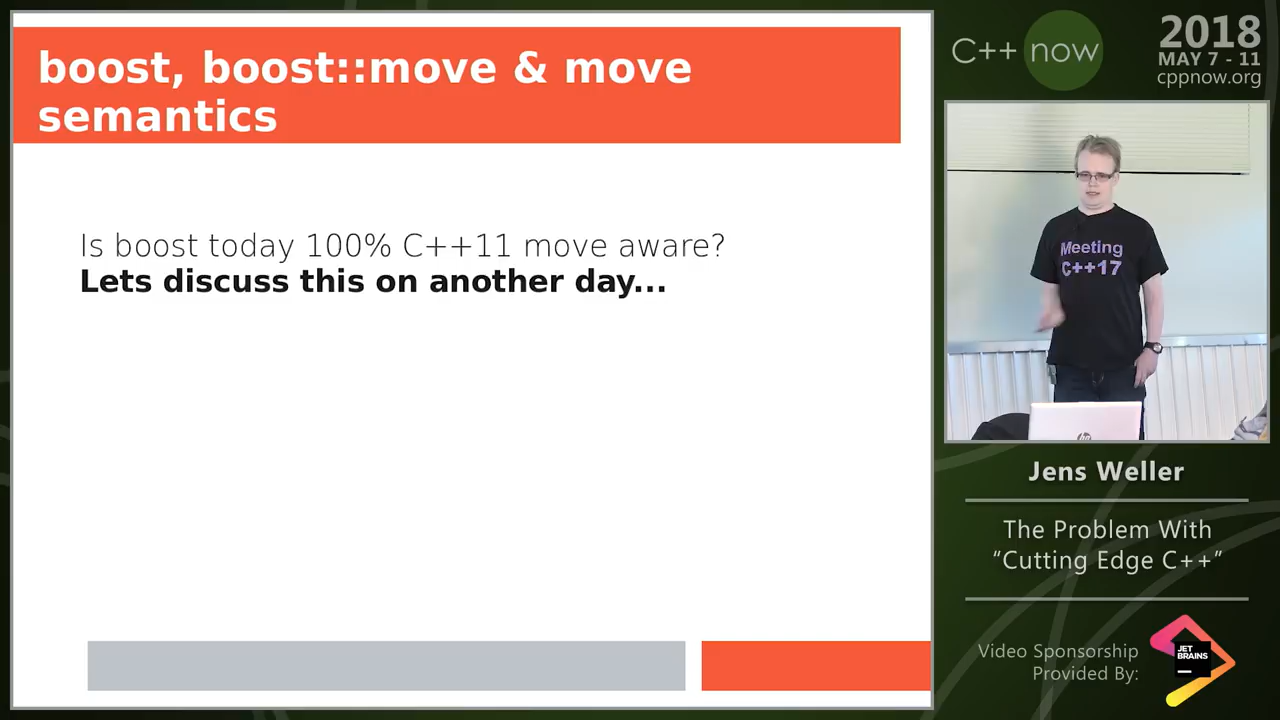 boost, boost::move & move
semantics
Is boost today 100% C++11 move aware?
Lets discuss this on another day...
C++ now
2018
MAY 7 - 11
cppnow.org
Meeting
C++17
hp
Jens Weller
The Problem With
“Cutting Edge C++”
Video Sponsorship
Provided By:
JET
BRAINS